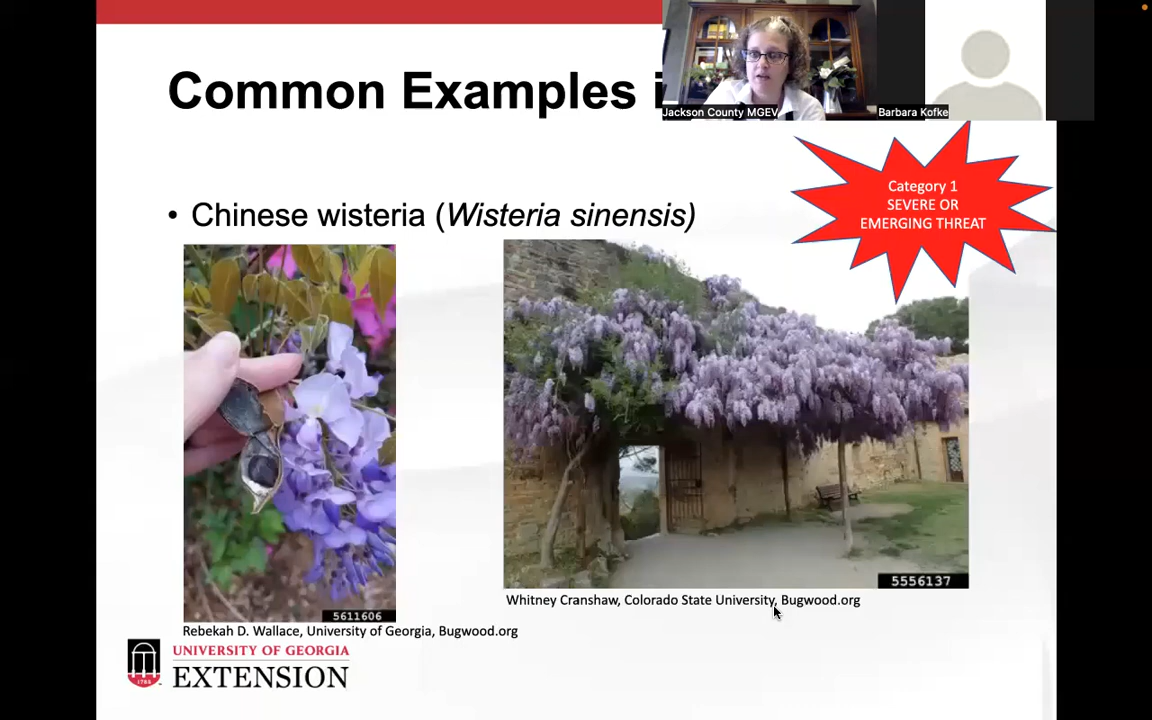 Common Examples i
Jackson County MGEV
Barbara Kofke
Category 1
SEVERE OR
EMERGING THREAT
• Chinese wisteria (Wisteria sinensis)
5611606
5556137
Whitney Cranshaw, Colorado State University, Bugwood.org
Rebekah D. Wallace, University of Georgia, Bugwood.org
1785
UNIVERSITY OF GEORGIA
EXTENSION